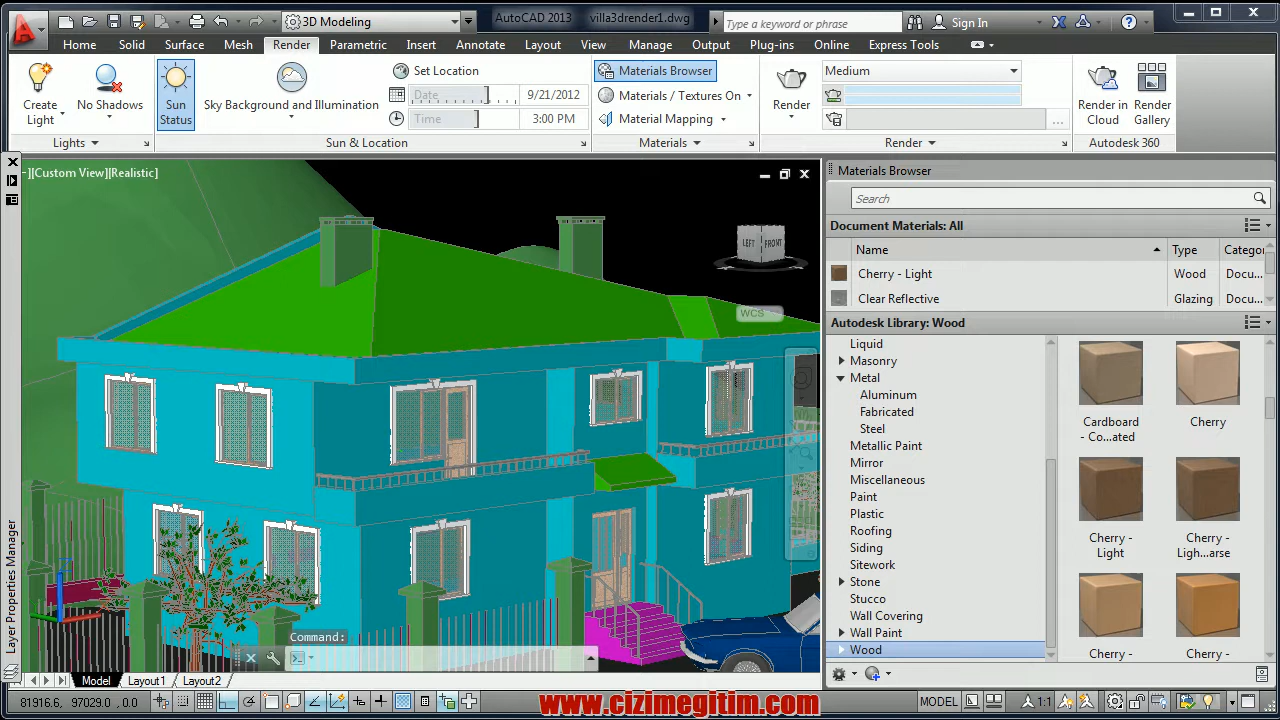 3D Modeling
AutoCAD 2013 villa3drender1.dwg
Type a keyword or phrase
Sign In
Home Solid Surface Mesh Render Parametric Insert Annotate Layout View Manage Output Plug-ins Online Express Tools
Create Light
No Shadows
Sun Status
Sky Background and Illumination
Set Location
Date 9/21/2012
Time 3:00 PM
Materials Browser
Materials / Textures On
Material Mapping
Render
Medium
Render in Cloud
Render Gallery
Lights
Sun & Location
Materials
Render
Autodesk 360
[Custom View][Realistic]
LEFT FRONT
WCS
Layer Properties Manager
Command:
Materials Browser
Search
Document Materials: All
Name Type Catego...
Cherry - Light Wood Docu...
Clear Reflective Glazing Docu...
Autodesk Library: Wood
Liquid
Masonry
Metal
Aluminum
Fabricated
Steel
Metallic Paint
Mirror
Miscellaneous
Paint
Plastic
Roofing
Siding
Sitework
Stone
Stucco
Wall Covering
Wall Paint
Wood
Cardboard - Co...ated
Cherry
Cherry - Light
Cherry - Ligh...arse
Cherry -
Cherry -
Model Layout1 Layout2
81916.6, 97029.0, 0.0
MODEL
1:1
www.cizimegitim.com